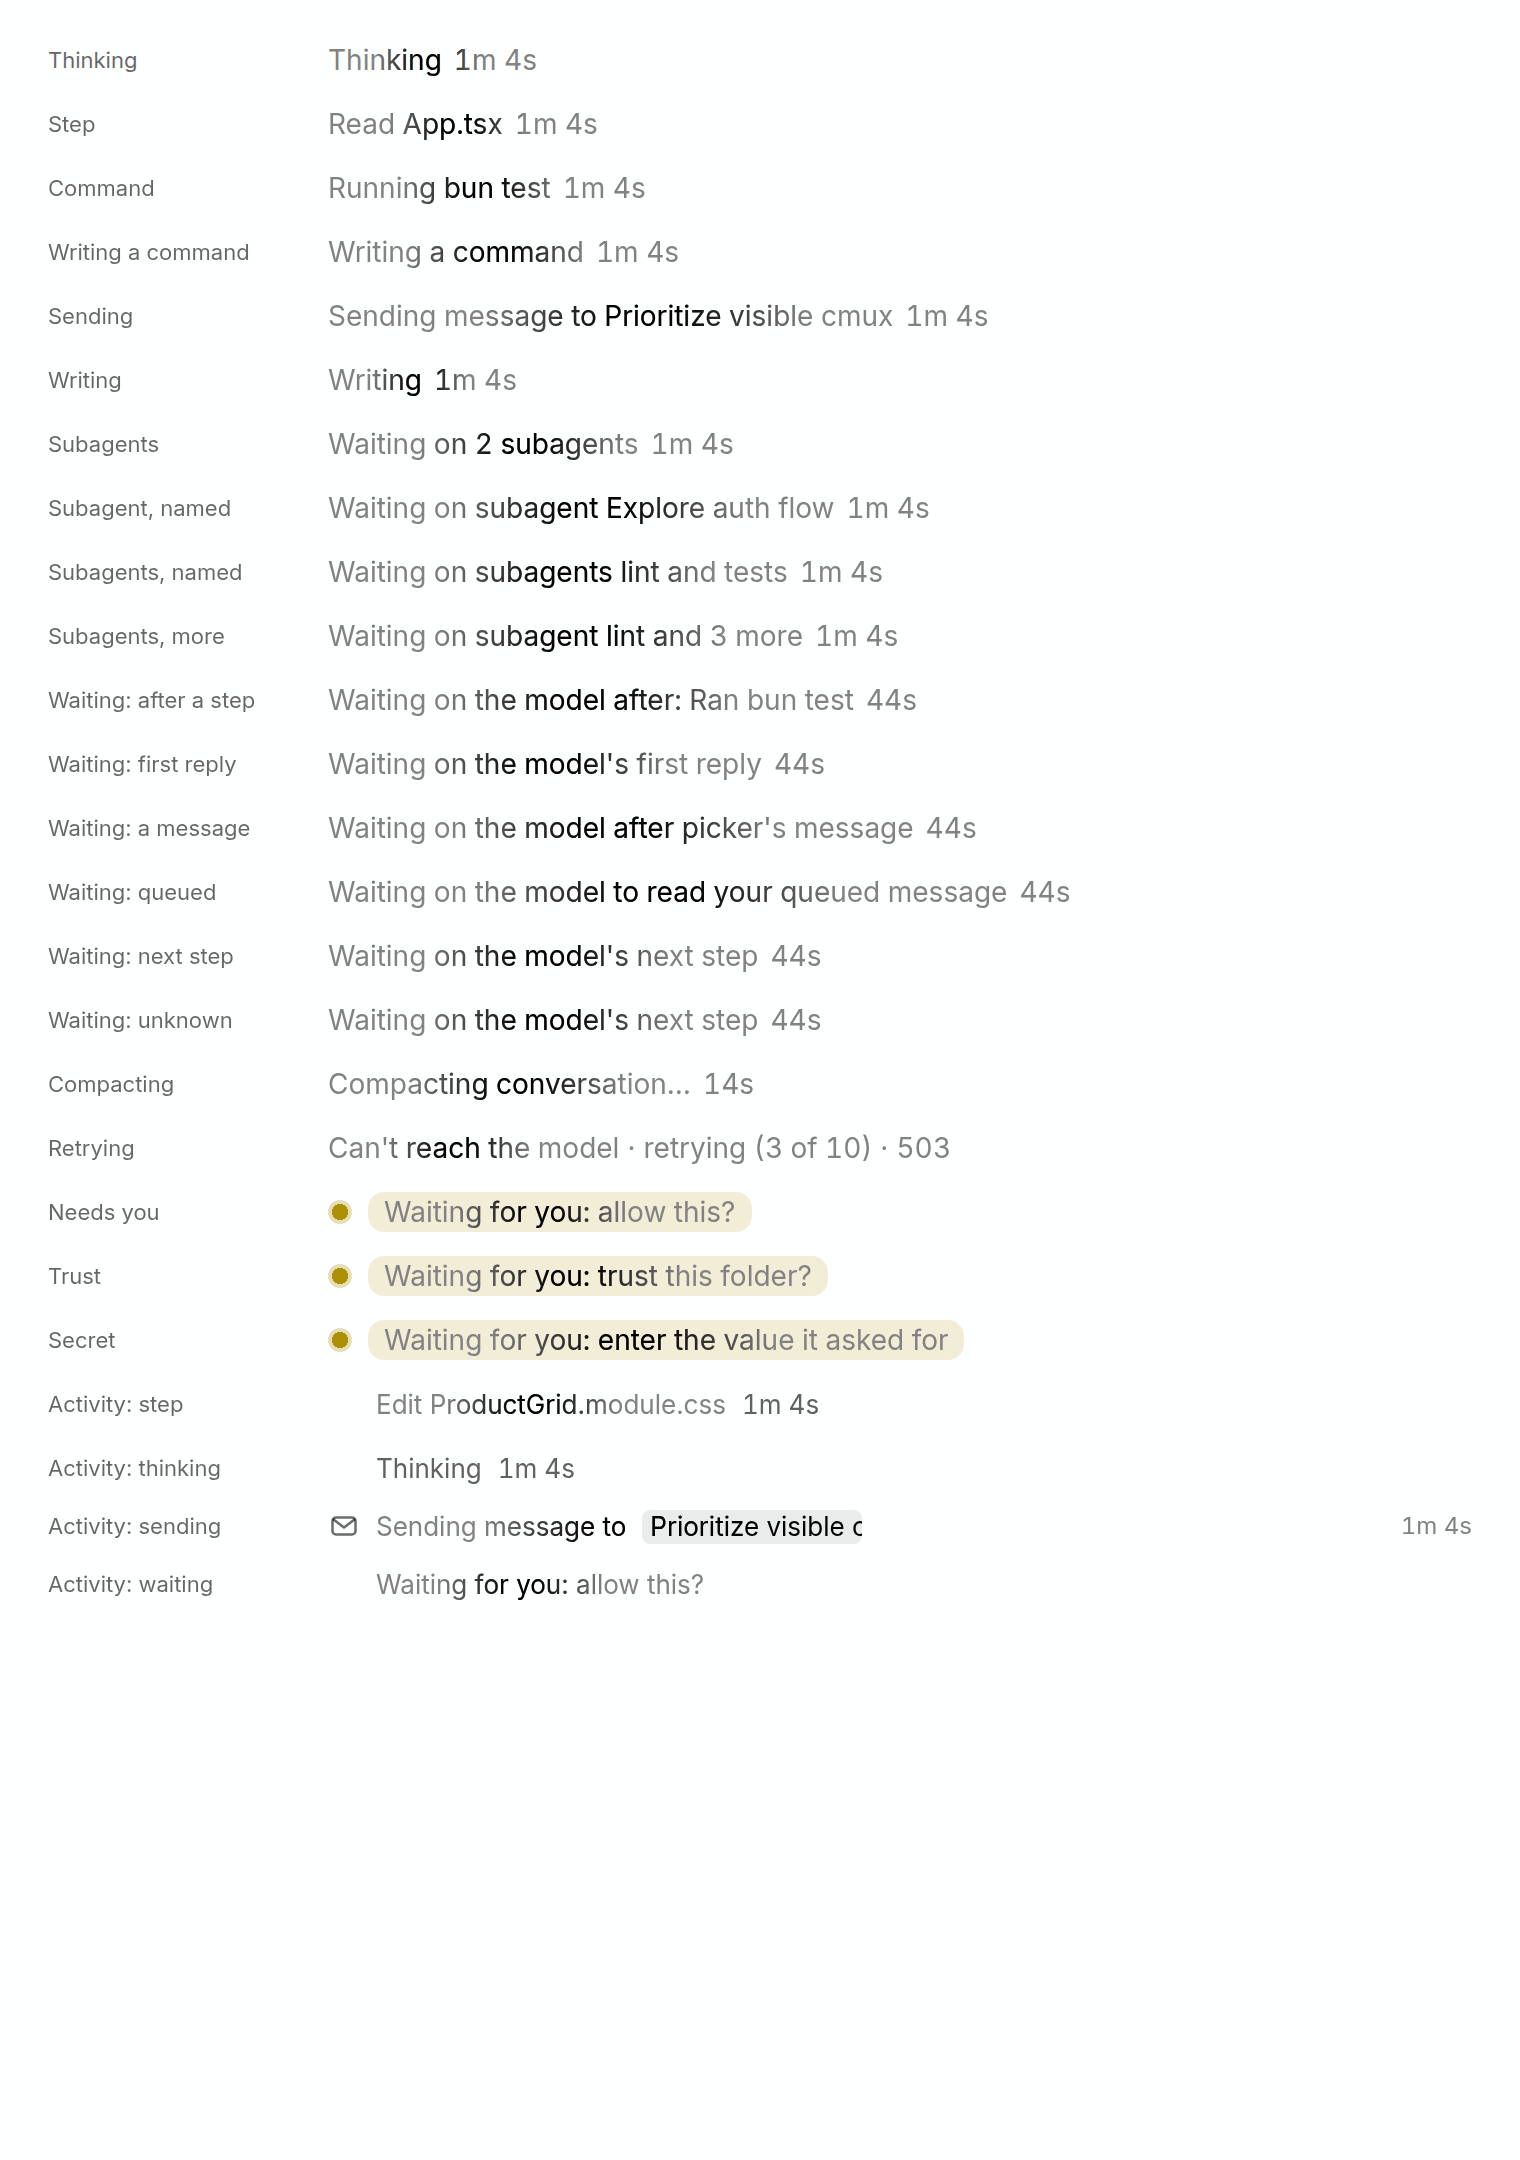 Thinking Thinking 1m 4s
Step Read App.tsx 1m 4s
Command Running bun test 1m 4s
Writing a command Writing a command 1m 4s
Sending Sending message to Prioritize visible cmux 1m 4s
Writing Writing 1m 4s
Subagents Waiting on 2 subagents 1m 4s
Subagent, named Waiting on subagent Explore auth flow 1m 4s
Subagents, named Waiting on subagents lint and tests 1m 4s
Subagents, more Waiting on subagent lint and 3 more 1m 4s
Waiting: after a step Waiting on the model after: Ran bun test 44s
Waiting: first reply Waiting on the model's first reply 44s
Waiting: a message Waiting on the model after picker's message 44s
Waiting: queued Waiting on the model to read your queued message 44s
Waiting: next step Waiting on the model's next step 44s
Waiting: unknown Waiting on the model's next step 44s
Compacting Compacting conversation... 14s
Retrying Can't reach the model · retrying (3 of 10) · 503
Needs you Waiting for you: allow this?
Trust Waiting for you: trust this folder?
Secret Waiting for you: enter the value it asked for
Activity: step Edit ProductGrid.module.css 1m 4s
Activity: thinking Thinking 1m 4s
Activity: sending Sending message to Prioritize visible 1m 4s
Activity: waiting Waiting for you: allow this?